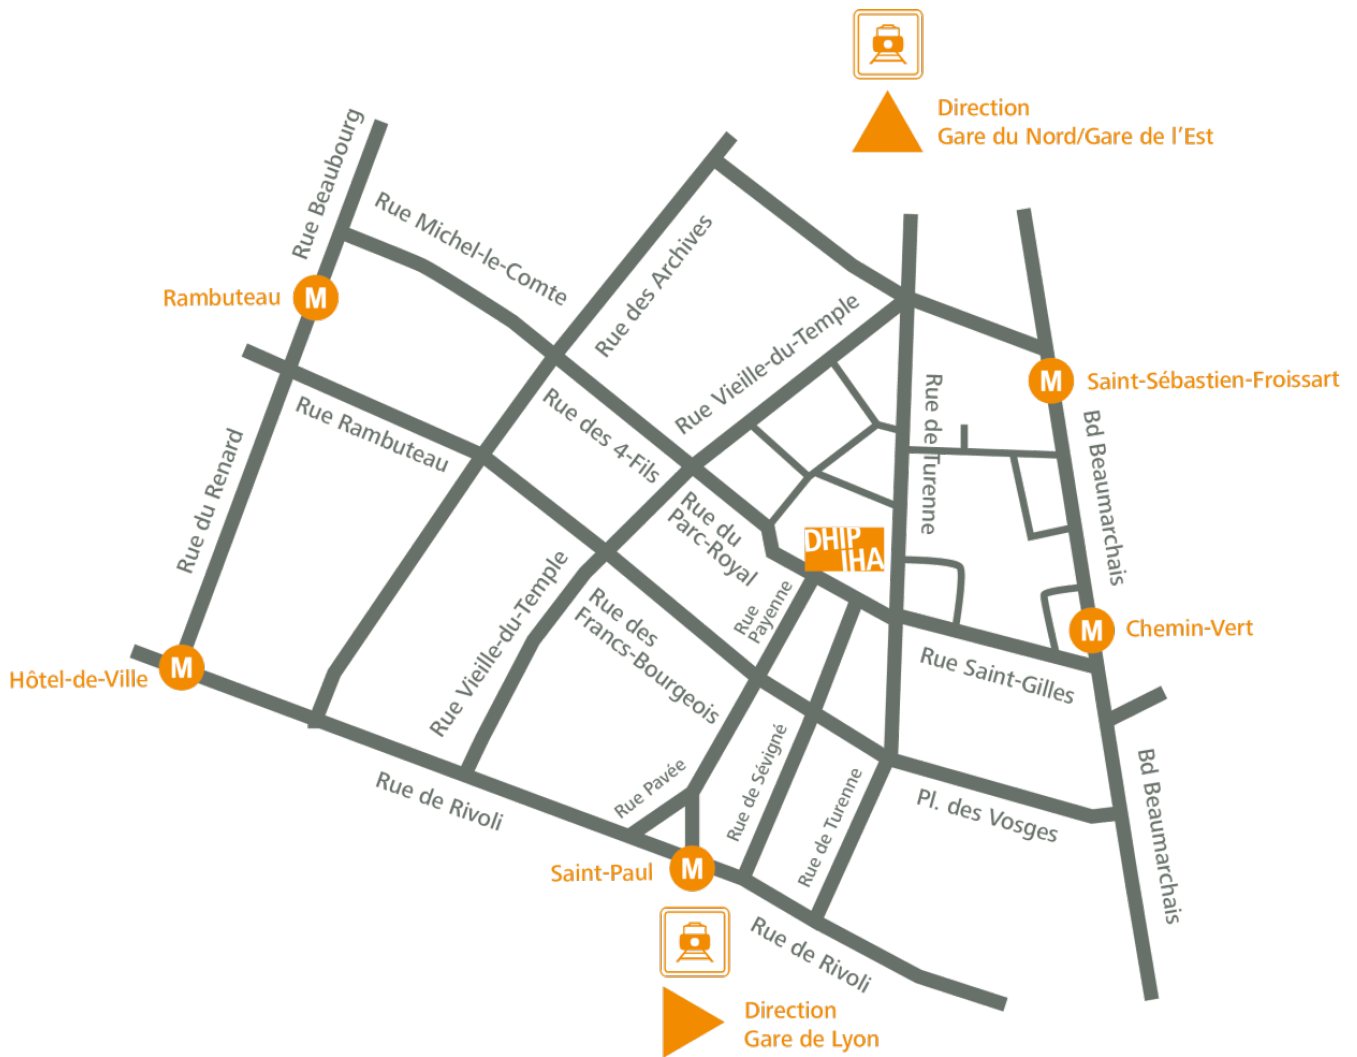 Direction
Gare du Nord/Gare de l'Est
Rue Beaubourg
Rue Michel-le-Comte
Rue des Archives
M
Rambuteau
Rue Vieille-du-Temple
Rue de Turenne
M
Saint-Sébastien-Froissart
Rue Rambuteau
Rue des 4-Fils
Bd Beaumarchais
Rue du Renard
Rue du
Parc-Royal
DHIP
IHA
Rue Vieille-du-Temple
Rue des
Francs-Bourgeois
Rue
Payenne
M
Chemin-Vert
Rue Saint-Gilles
M
Hôtel-de-Ville
Rue de Rivoli
Rue Pavée
Rue de Sévigné
Rue de Turenne
Pl. des Vosges
Bd Beaumarchais
M
Saint-Paul
Rue de Rivoli
Direction
Gare de Lyon